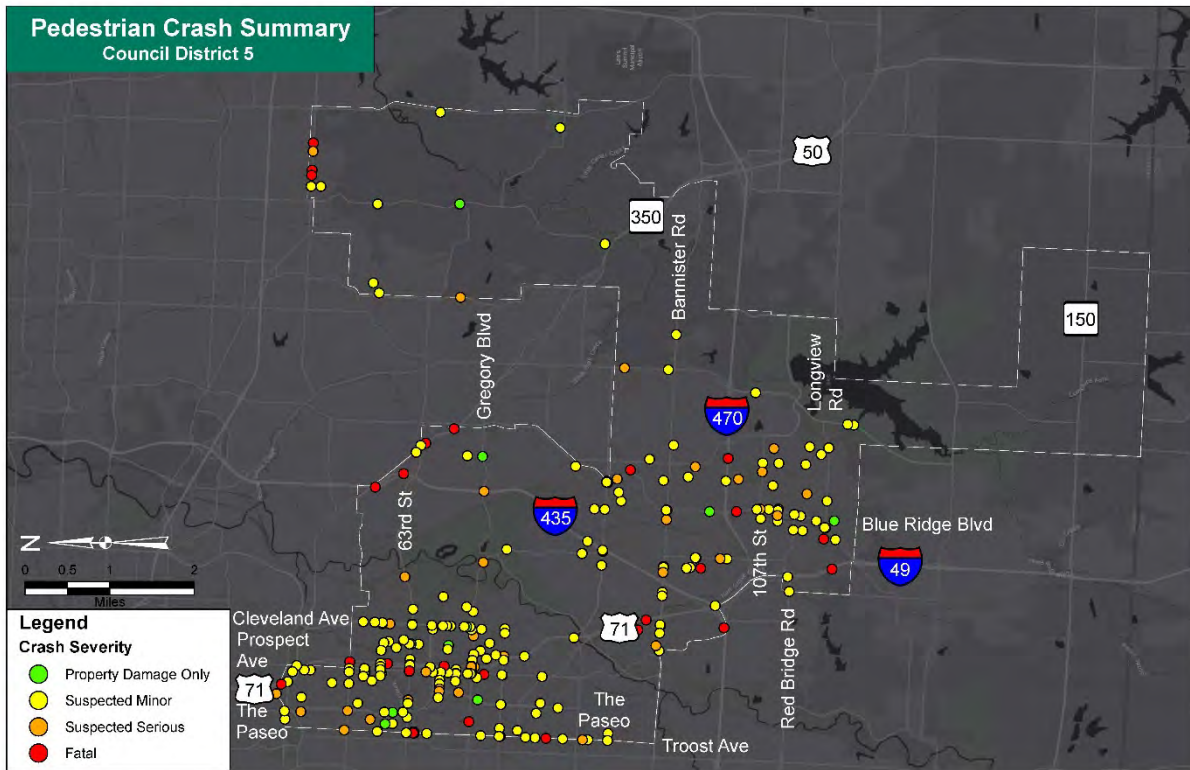 Pedestrian Crash Summary
Council District 5
50
350
Bannister Rd
150
Gregory Blvd
Longview
Rd
470
63rd St
435
Blue Ridge Blvd
N
107th St
49
0 0.5 1 2
Miles
Cleveland Ave
Prospect
Ave
71
Red Bridge Rd
71
The
Paseo
The
Paseo
Troost Ave
Legend
Crash Severity
Property Damage Only
Suspected Minor
Suspected Serious
Fatal